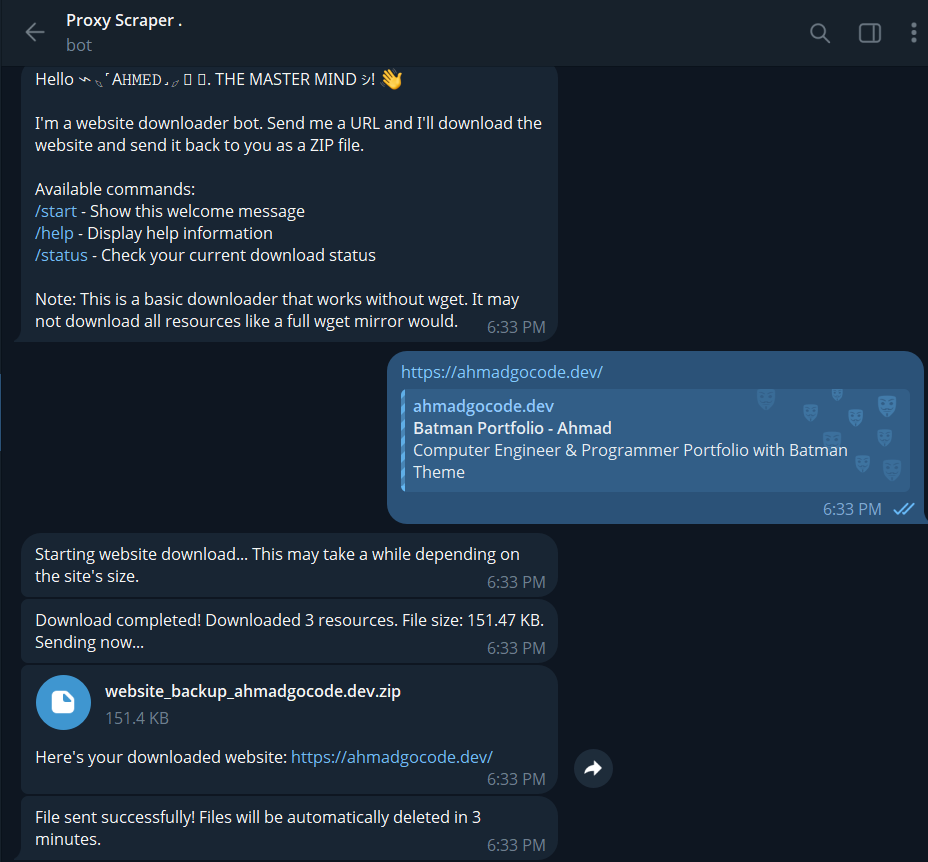 Proxy Scraper .
bot
Hello AHMED THE MASTER MIND ジ! 👋
I'm a website downloader bot. Send me a URL and I'll download the
website and send it back to you as a ZIP file.
Available commands:
/start - Show this welcome message
/help - Display help information
/status - Check your current download status
Note: This is a basic downloader that works without wget. It may
not download all resources like a full wget mirror would.
6:33 PM
https://ahmadgocode.dev/
ahmadgocode.dev
Batman Portfolio - Ahmad
Computer Engineer & Programmer Portfolio with Batman
Theme
6:33 PM
Starting website download... This may take a while depending on
the site's size.
6:33 PM
Download completed! Downloaded 3 resources. File size: 151.47 KB.
Sending now...
6:33 PM
website_backup_ahmadgocode.dev.zip
151.4 KB
Here's your downloaded website: https://ahmadgocode.dev/
6:33 PM
File sent successfully! Files will be automatically deleted in 3
minutes.
6:33 PM